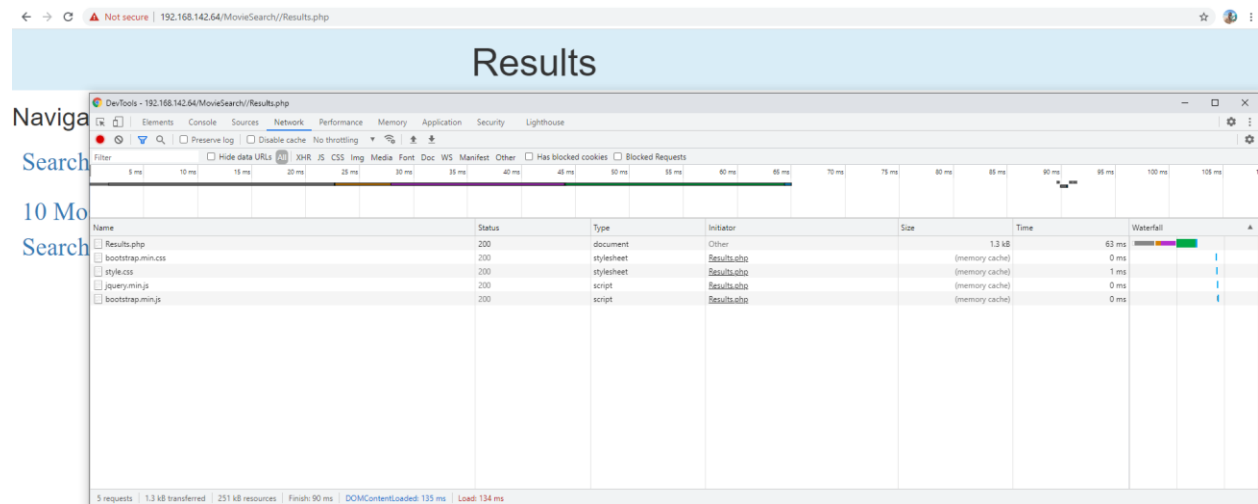 Not secure | 192.168.142.64/MovieSearch//Results.php
Results
Naviga
Search
10 Mo
Search
DevTools - 192.168.142.64/MovieSearch//Results.php
Elements Console Sources Network Performance Memory Application Security Lighthouse
Preserve log Disable cache No throttling
Filter Hide data URLs All XHR JS CSS Img Media Font Doc WS Manifest Other Has blocked cookies Blocked Requests
5 ms 10 ms 15 ms 20 ms 25 ms 30 ms 35 ms 40 ms 45 ms 50 ms 55 ms 60 ms 65 ms 70 ms 75 ms 80 ms 85 ms 90 ms 95 ms 100 ms 105 ms
Name Status Type Initiator Size Time Waterfall
Results.php 200 document Other 1.3 kB 63 ms
bootstrap.min.css 200 stylesheet Results.php (memory cache) 0 ms
style.css 200 stylesheet Results.php (memory cache) 1 ms
jquery.min.js 200 script Results.php (memory cache) 0 ms
bootstrap.min.js 200 script Results.php (memory cache) 0 ms
5 requests | 1.3 kB transferred | 251 kB resources | Finish: 90 ms | DOMContentLoaded: 135 ms | Load: 134 ms